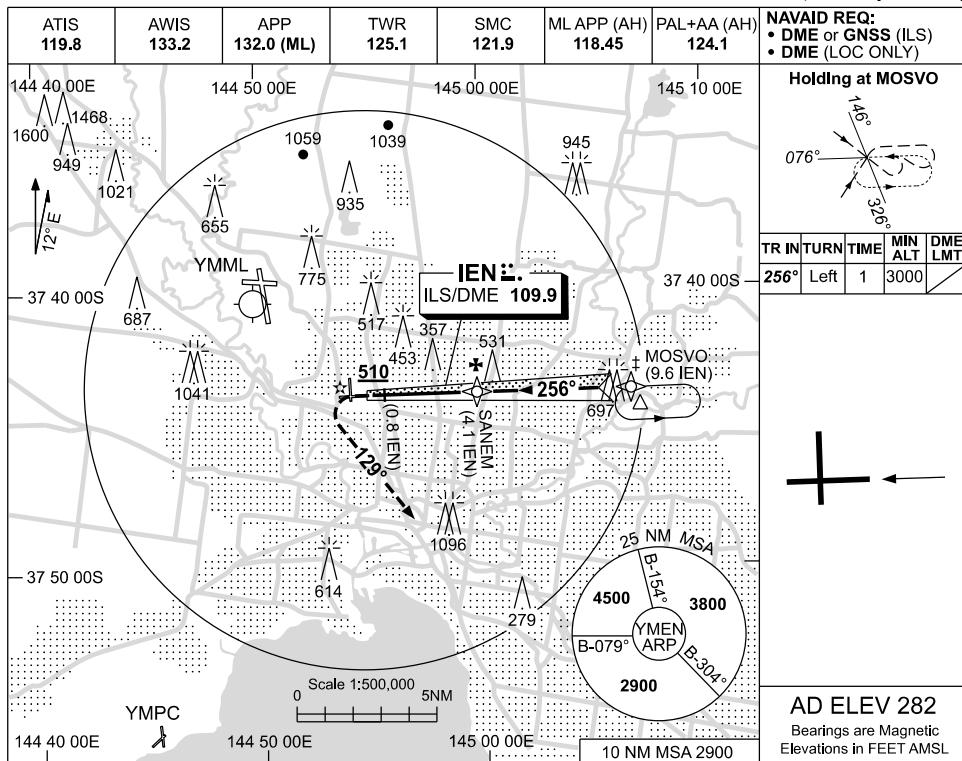 ATIS
119.8
AWIS
133.2
APP
132.0 (ML)
TWR
125.1
SMC
121.9
ML APP (AH)
118.45
PAL+AA (AH)
124.1
NAVAID REQ:
• DME or GNSS (ILS)
• DME (LOC ONLY)
144 40 00E
144 50 00E
145 00 00E
145 10 00E
Holding at MOSVO
146°
076°
326°
TR IN
TURN
TIME
MIN ALT
DME LMT
256°
Left
1
3000
1600
1468
949
1021
1059
1039
945
935
655
12° E
775
YMML
IEN
ILS/DME 109.9
37 40 00S
37 40 00S
687
517
453
357
531
1041
510
MOSVO
(9.6 IEN)
256°
697
(0.8 IEN)
SANEM
(4.1 IEN)
129°
1096
37 50 00S
614
279
25 NM MSA
B-154°
4500
3800
YMEN
ARP
B-079°
B-304°
2900
Scale 1:500,000
0
5NM
YMPC
144 40 00E
144 50 00E
145 00 00E
10 NM MSA 2900
AD ELEV 282
Bearings are Magnetic
Elevations in FEET AMSL